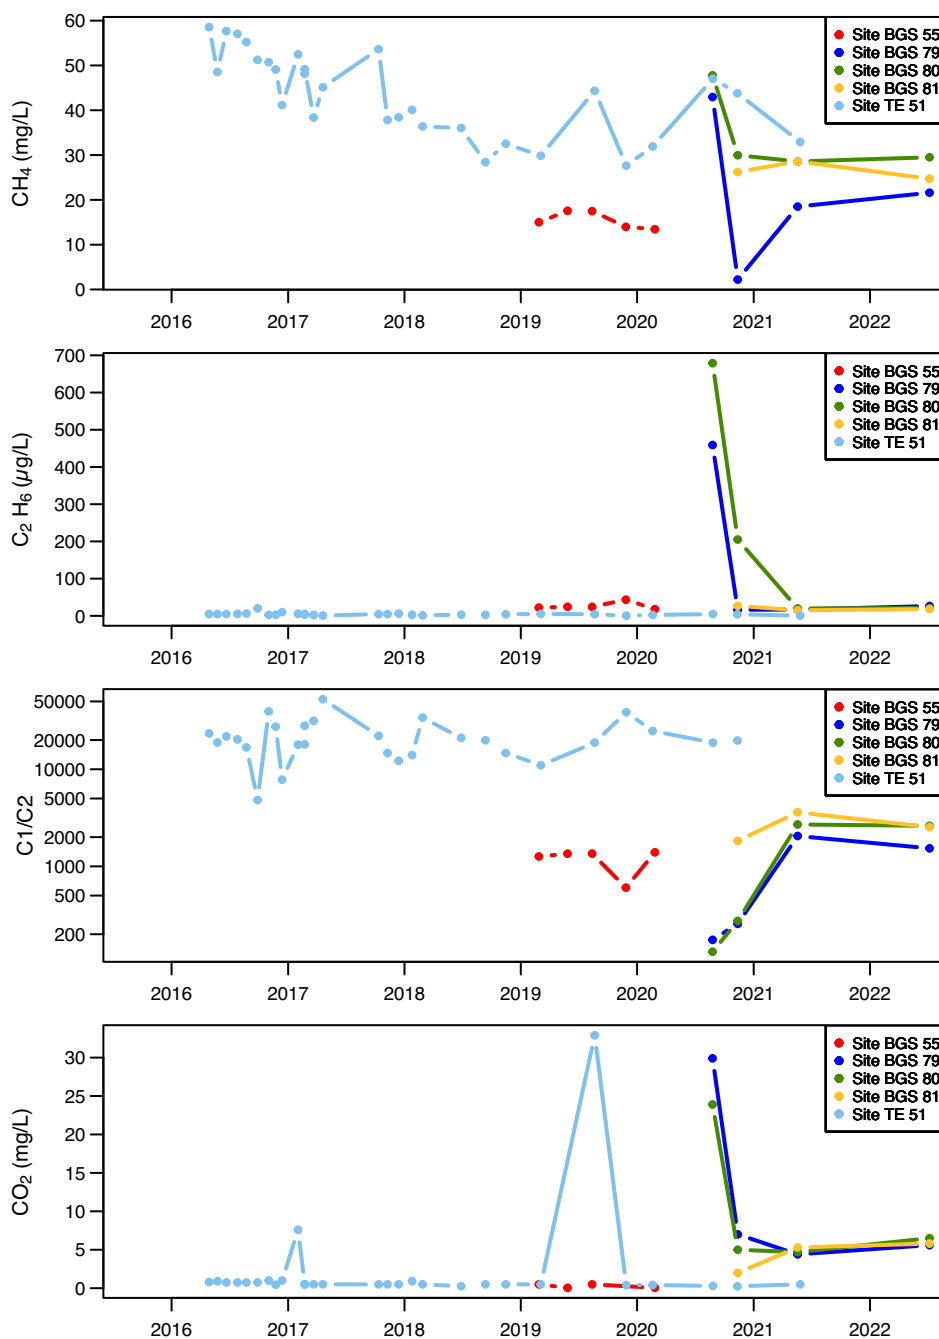 60
50
40
30
20
10
0
CH₄ (mg/L)
Site BGS 55
Site BGS 79
Site BGS 80
Site BGS 81
Site TE 51
2016 2017 2018 2019 2020 2021 2022
700
600
500
400
300
200
100
0
C₂ H₆ (µg/L)
Site BGS 55
Site BGS 79
Site BGS 80
Site BGS 81
Site TE 51
2016 2017 2018 2019 2020 2021 2022
50000
20000
10000
5000
2000
1000
500
200
C1/C2
Site BGS 55
Site BGS 79
Site BGS 80
Site BGS 81
Site TE 51
2016 2017 2018 2019 2020 2021 2022
30
25
20
15
10
5
0
CO₂ (mg/L)
Site BGS 55
Site BGS 79
Site BGS 80
Site BGS 81
Site TE 51
2016 2017 2018 2019 2020 2021 2022